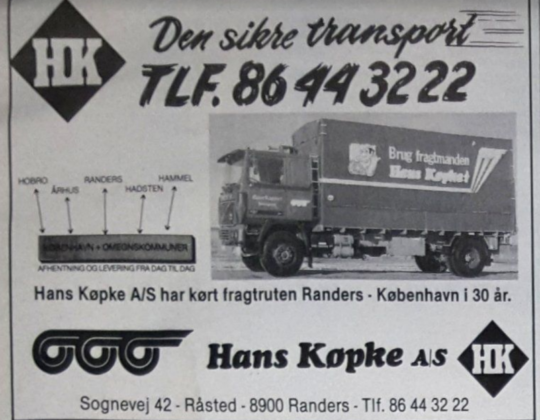 HK
Den sikre transport
TLF. 86 44 32 22
HOBRO ÅRHUS RANDERS HADSTEN HAMMEL
KØBENHAVN + OMEGNSKOMMUNER
AFHENTNING OG LEVERING FRA DAG TIL DAG
Brug fragtmanden
Hans Køpke!
Hans Køpke A/S har kørt fragtruten Randers - København i 30 år.
Hans Køpke A/S
HK
Sognevej 42 - Råsted - 8900 Randers - Tlf. 86 44 32 22